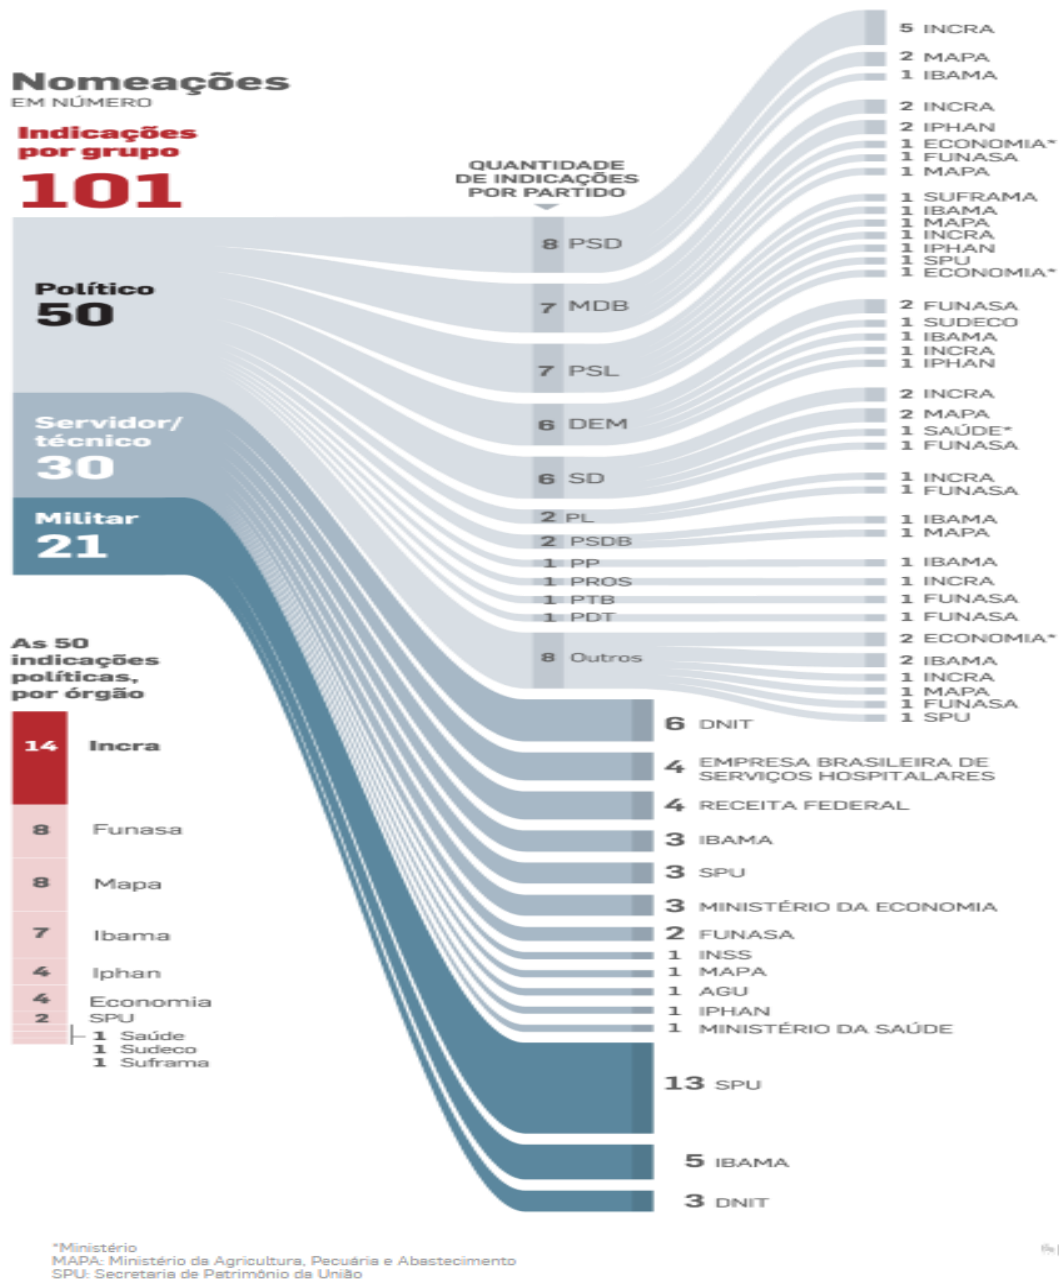 Nomeações
EM NÚMERO
Indicações
por grupo
101
Político
50
Servidor/
técnico
30
Militar
21
QUANTIDADE
DE INDICAÇÕES
POR PARTIDO
8 PSD
7 MDB
7 PSL
6 DEM
6 SD
2 PL
2 PSDB
1 PP
1 PROS
1 PTB
1 PDT
8 Outros
5 INCRA
2 MAPA
1 IBAMA
2 INCRA
2 IPHAN
1 ECONOMIA*
1 FUNASA
1 MAPA
1 SUFRAMA
1 IBAMA
1 MAPA
1 INCRA
1 IPHAN
1 SPU
1 ECONOMIA*
2 FUNASA
1 SUDECO
1 IBAMA
1 INCRA
1 IPHAN
2 INCRA
2 MAPA
1 SAÚDE*
1 FUNASA
1 INCRA
1 FUNASA
1 IBAMA
1 MAPA
1 IBAMA
1 INCRA
1 FUNASA
1 FUNASA
2 ECONOMIA*
2 IBAMA
1 INCRA
1 MAPA
1 FUNASA
1 SPU
6 DNIT
4 EMPRESA BRASILEIRA DE
SERVIÇOS HOSPITALARES
4 RECEITA FEDERAL
3 IBAMA
3 SPU
3 MINISTÉRIO DA ECONOMIA
2 FUNASA
1 INSS
1 MAPA
1 AGU
1 IPHAN
1 MINISTÉRIO DA SAÚDE
13 SPU
5 IBAMA
3 DNIT
As 50
indicações
políticas,
por órgão
14 Incra
8 Funasa
8 Mapa
7 Ibama
4 Iphan
4 Economia
2 SPU
1 Saúde
1 Sudeco
1 Suframa
*Ministério
MAPA: Ministério da Agricultura, Pecuária e Abastecimento
SPU: Secretaria de Patrimônio da União